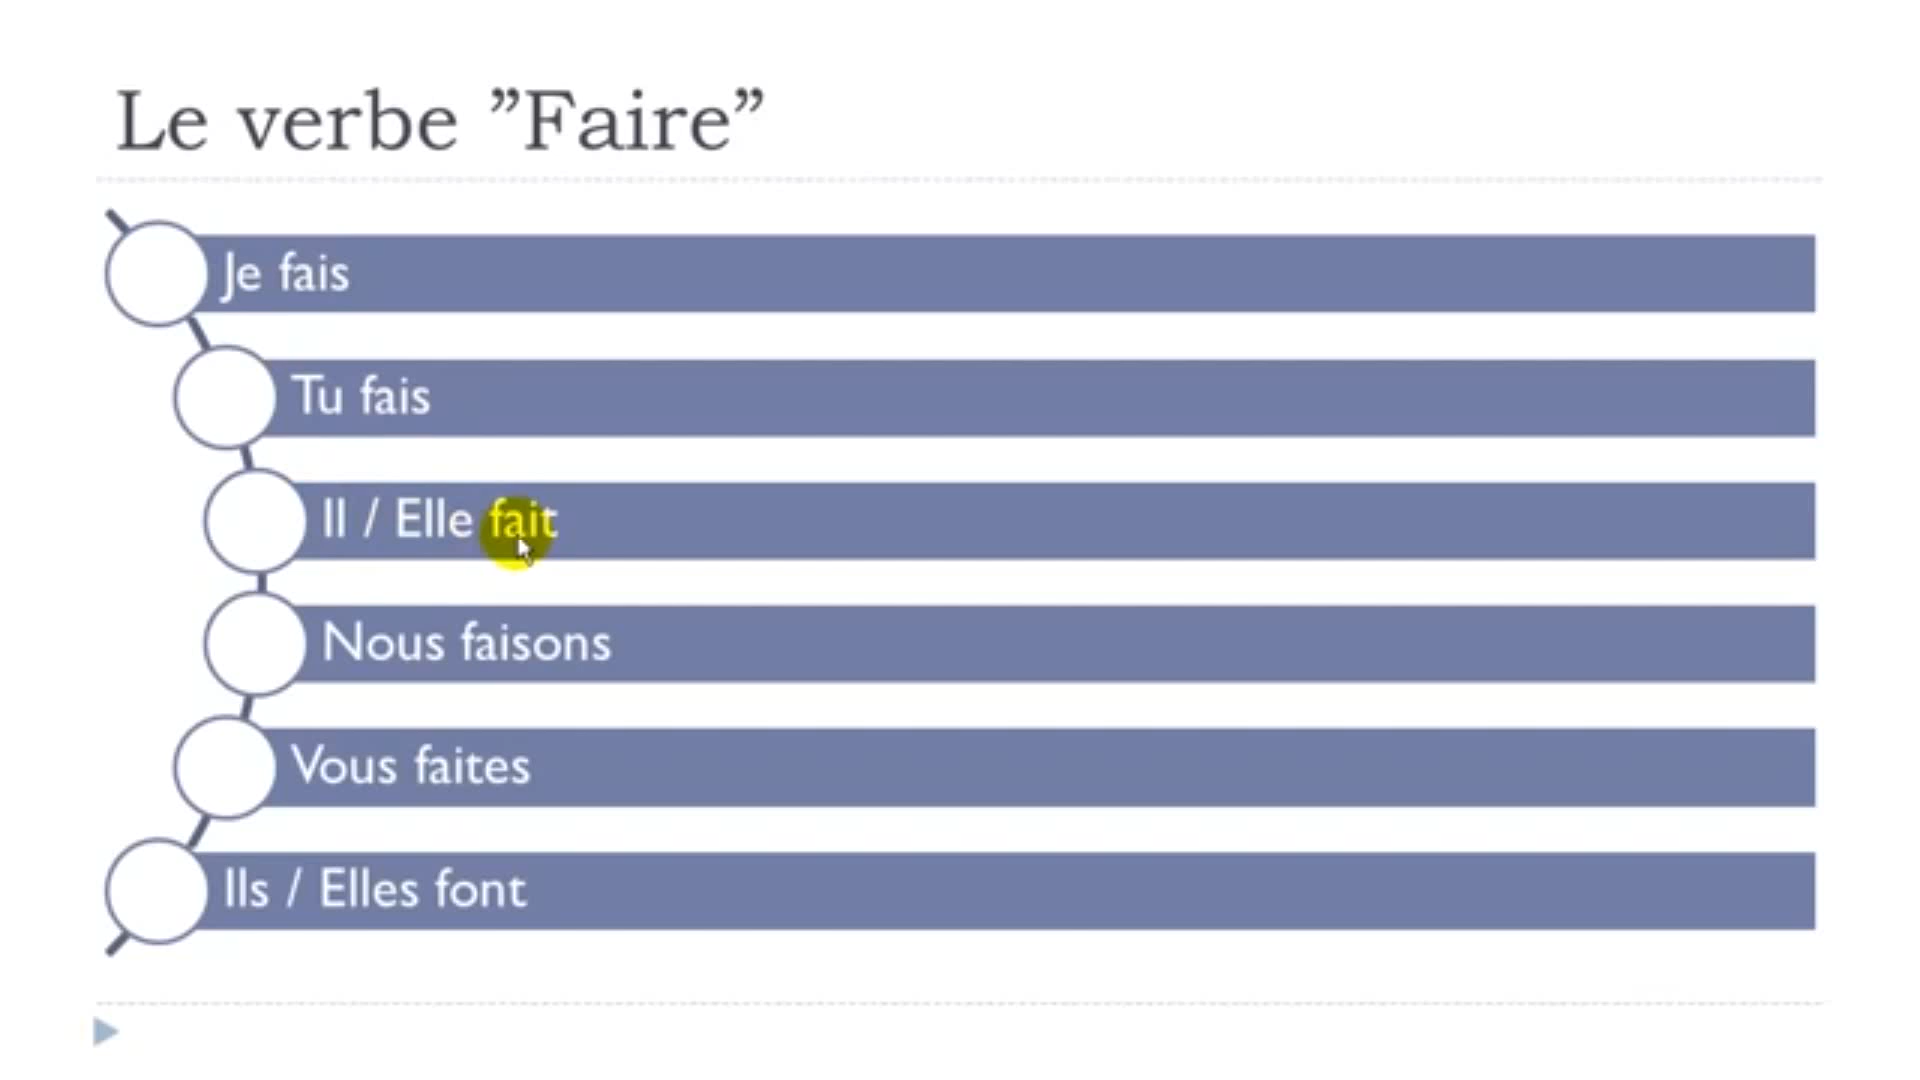 Le verbe ”Faire”
Je fais
Tu fais
Il / Elle fait
Nous faisons
Vous faites
Ils / Elles font